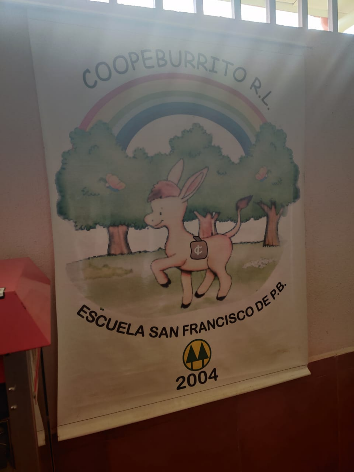 COOPEBURRITO R.L.
₡
ESCUELA SAN FRANCISCO DE P.B.
2004